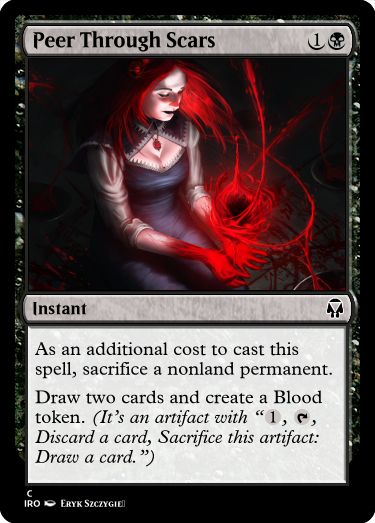 Peer Through Scars 1
Instant
As an additional cost to cast this
spell, sacrifice a nonland permanent.
Draw two cards and create a Blood
token. (It's an artifact with “1, ,
Discard a card, Sacrifice this artifact:
Draw a card.”)
C
IRO Eryk Szczygie